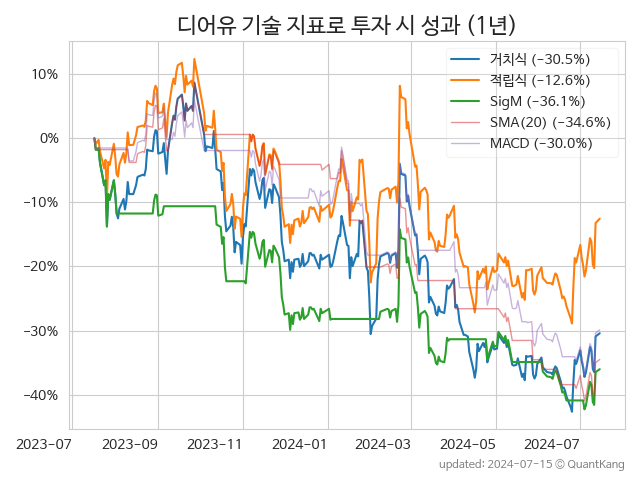 디어유 기술 지표로 투자 시 성과 (1년)
거치식 (−30.5%)
적립식 (−12.6%)
SigM (−36.1%)
SMA(20) (−34.6%)
MACD (−30.0%)
10%
0%
−10%
−20%
−30%
−40%
2023-07
2023-09
2023-11
2024-01
2024-03
2024-05
2024-07
updated: 2024-07-15 © QuantKang